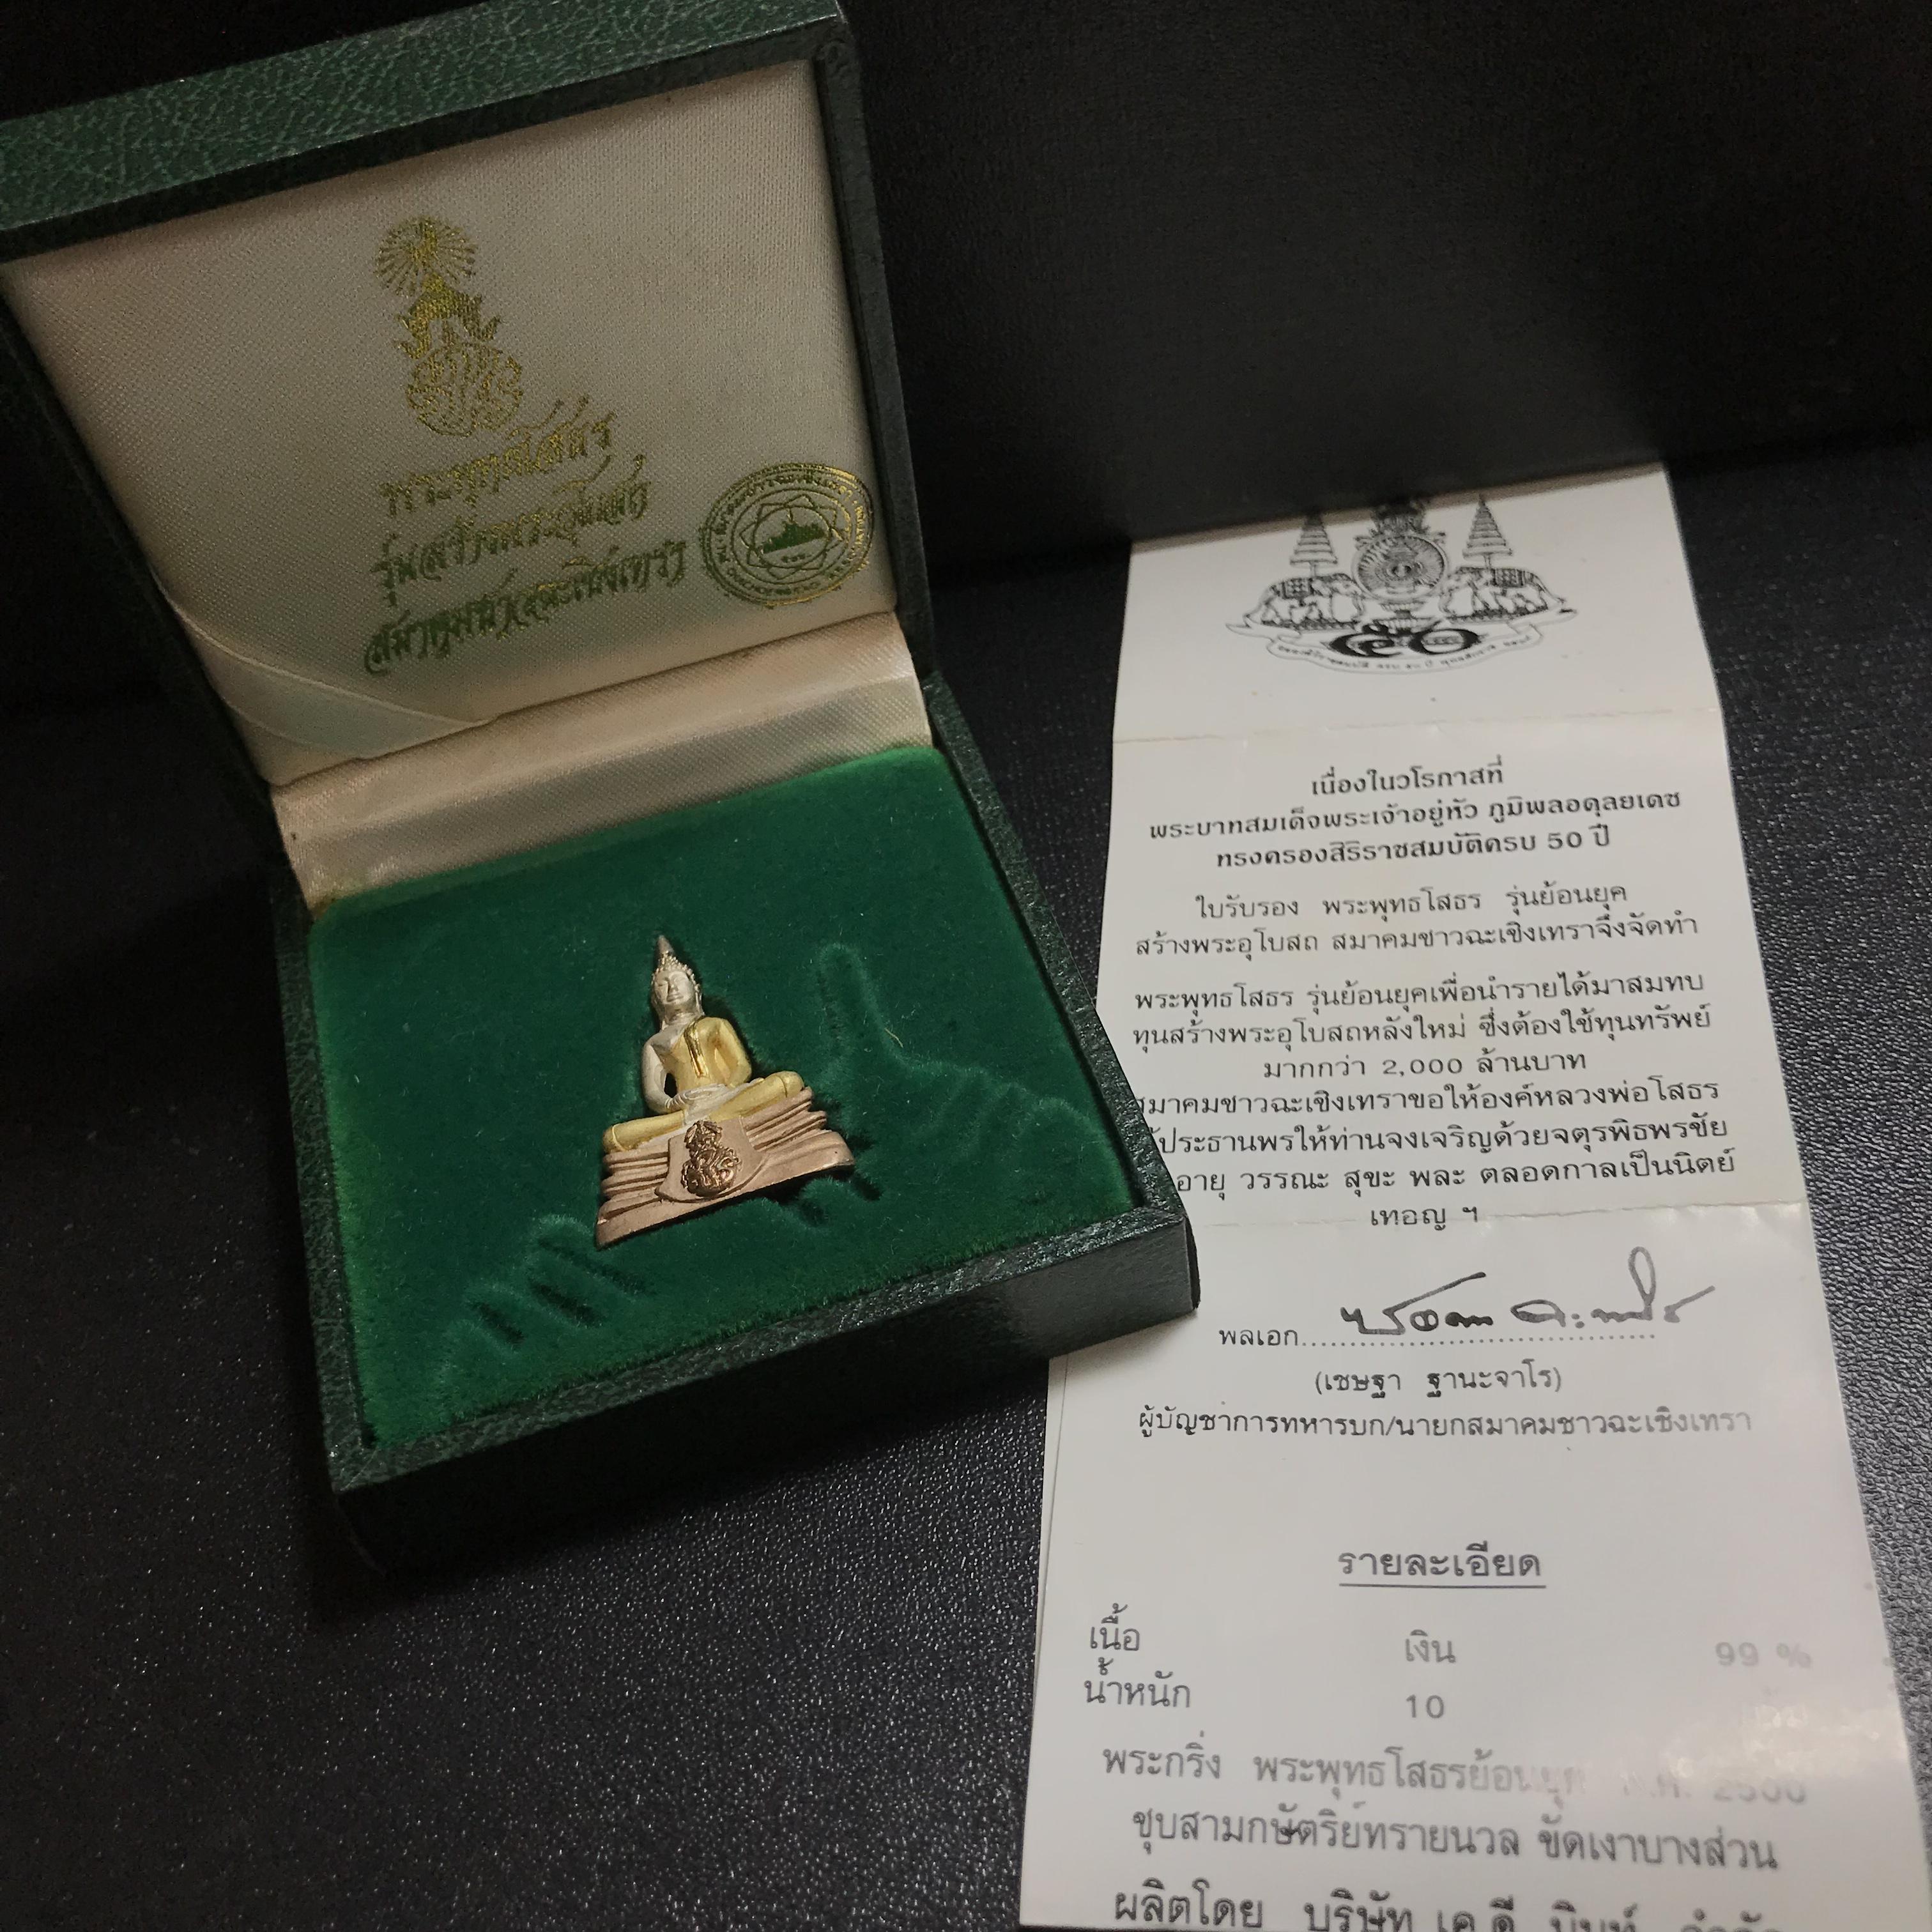 พระพุทธโสธร
รุ่นสร้างพระอุโบสถ
สมาคมชาวฉะเชิงเทรา
๕๐
เนื่องในวโรกาสที่
พระบาทสมเด็จพระเจ้าอยู่หัว ภูมิพลอดุลยเดช
ทรงครองสิริราชสมบัติครบ 50 ปี
ใบรับรอง พระพุทธโสธร รุ่นย้อนยุค
สร้างพระอุโบสถ สมาคมชาวฉะเชิงเทราจึงจัดทำ
พระพุทธโสธร รุ่นย้อนยุคเพื่อนำรายได้มาสมทบ
ทุนสร้างพระอุโบสถหลังใหม่ ซึ่งต้องใช้ทุนทรัพย์
มากกว่า 2,000 ล้านบาท
สมาคมชาวฉะเชิงเทราขอให้องค์หลวงพ่อโสธร
ประธานพรให้ท่านจงเจริญด้วยจตุรพิธพรชัย
อายุ วรรณะ สุขะ พละ ตลอดกาลเป็นนิตย์
เทอญ ฯ
พลเอก
(เชษฐา ฐานะจาโร)
ผู้บัญชาการทหารบก/นายกสมาคมชาวฉะเชิงเทรา
รายละเอียด
เนื้อ เงิน 99 %
น้ำหนัก 10
พระกริ่ง พระพุทธโสธรย้อนยุค พ.ศ.
ชุบสามกษัตริย์ทรายนวล ขัดเงาบางส่วน
ผลิตโดย บริษัท เค.ดี. มินท์ จำกัด